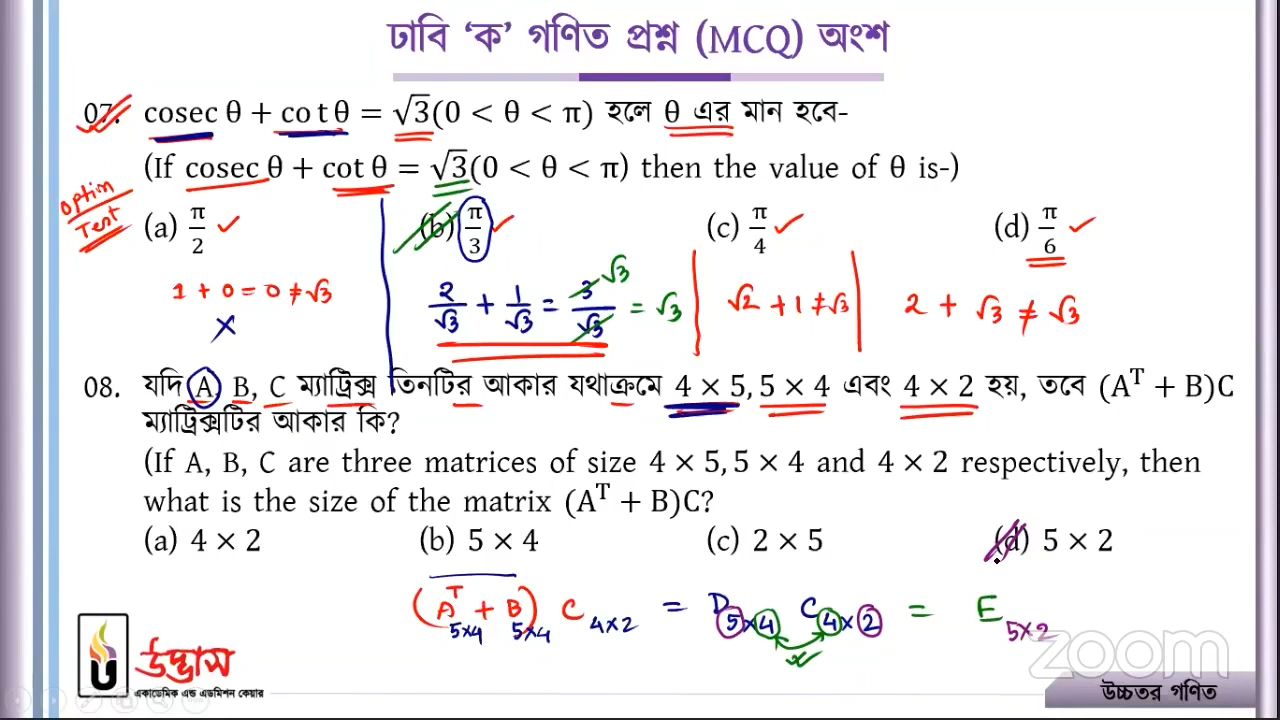 ঢাবি ‘ক’ গণিত প্রশ্ন (MCQ) অংশ
07. cosec θ + cot θ = √3(0 < θ < π) হলে θ এর মান হবে-
(If cosec θ + cot θ = √3(0 < θ < π) then the value of θ is-)
Optim
Test
(a) π/2 (b) π/3 (c) π/4 (d) π/6
1 + 0 = 0 ≠ √3
2/√3 + 1/√3 = 3/√3 = √3
√3
√2 + 1 ≠ √3
2 + √3 ≠ √3
08. যদি A, B, C ম্যাট্রিক্স তিনটির আকার যথাক্রমে 4 × 5, 5 × 4 এবং 4 × 2 হয়, তবে (Aᵀ + B)C
ম্যাট্রিক্সটির আকার কি?
(If A, B, C are three matrices of size 4 × 5, 5 × 4 and 4 × 2 respectively, then
what is the size of the matrix (Aᵀ + B)C?
(a) 4 × 2 (b) 5 × 4 (c) 2 × 5 (d) 5 × 2
(Aᵀ 5×4 + B 5×4) C 4×2 = D 5×4 C 4×2 = E 5×2
zoom
উদ্ভাস
একাডেমিক এন্ড এডমিশন কেয়ার
উচ্চতর গণিত